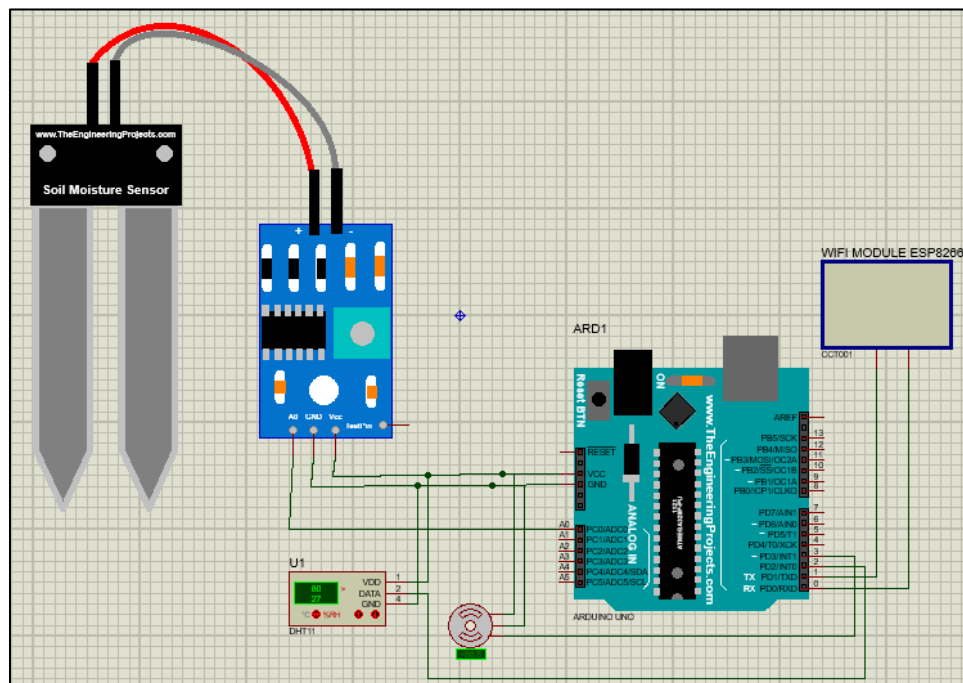 www.TheEngineeringProjects.com
Soil Moisture Sensor
+ -
A0 GND Vcc TestPin
WIFI MODULE ESP8266
CCT001
ARD1
Reset BTN
ON
www.TheEngineeringProjects.com
ANALOG IN
RESET
VCC
GND
A0 PC0/ADC0
A1 PC1/ADC1
A2 PC2/ADC2
A3 PC3/ADC3
A4 PC4/ADC4/SDA
A5 PC5/ADC5/SCL
AREF
PB5/SCK 13
PB4/MISO 12
~PB3/MOSI/OC2A 11
~PB2/SS/OC1B 10
~PB1/OC1A 9
PB0/ICP1/CLKO 8
PD7/AIN1 7
~PD6/AIN0 6
~PD5/T1 5
PD4/T0/XCK 4
~PD3/INT1 3
PD2/INT0 2
TX PD1/TXD 1
RX PD0/RXD 0
ARDUINO UNO
U1
80
27
°C %RH
VDD 1
DATA 2
GND 4
DHT11